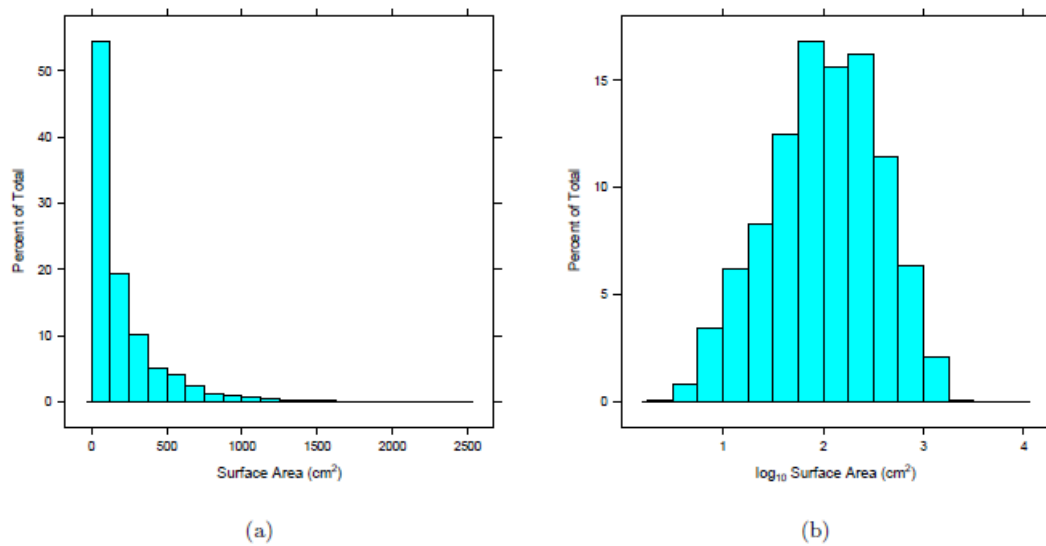 50
40
30
20
10
0
Percent of Total
0 500 1000 1500 2000 2500
Surface Area (cm²)
(a)
15
10
5
0
Percent of Total
1 2 3 4
log₁₀ Surface Area (cm²)
(b)